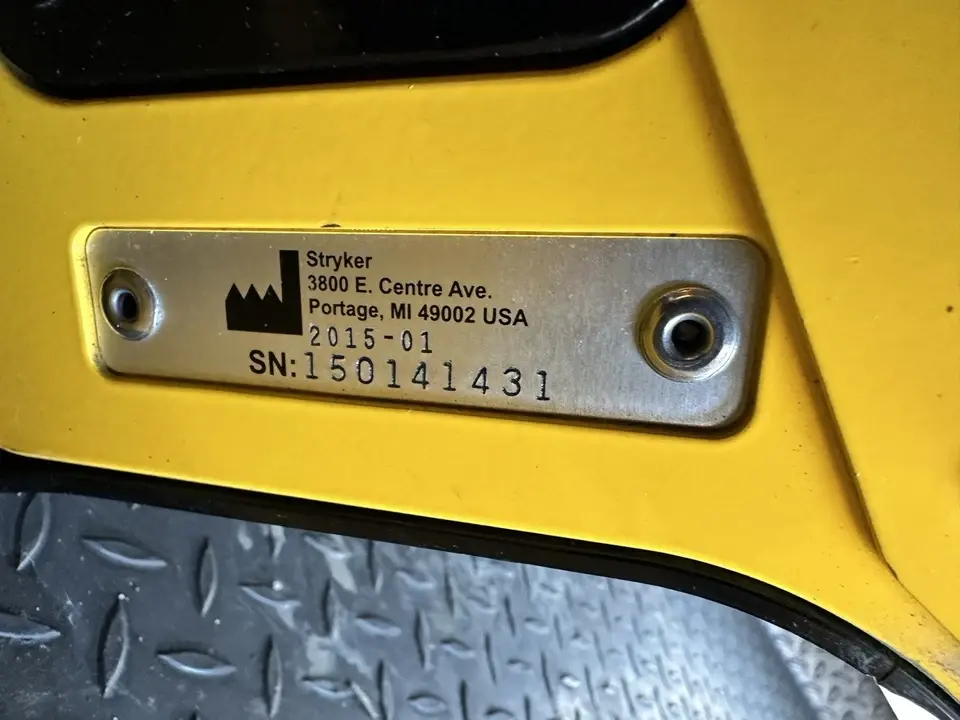 Stryker
3800 E. Centre Ave.
Portage, MI 49002 USA
2015-01
SN:150141431